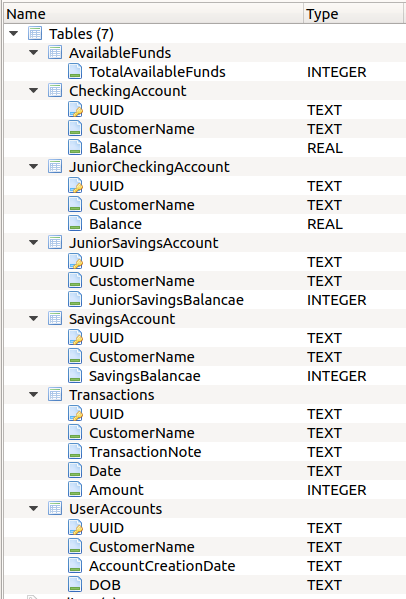 Name Type
Tables (7)
AvailableFunds
TotalAvailableFunds INTEGER
CheckingAccount
UUID TEXT
CustomerName TEXT
Balance REAL
JuniorCheckingAccount
UUID TEXT
CustomerName TEXT
Balance REAL
JuniorSavingsAccount
UUID TEXT
CustomerName TEXT
JuniorSavingsBalancae INTEGER
SavingsAccount
UUID TEXT
CustomerName TEXT
SavingsBalancae INTEGER
Transactions
UUID TEXT
CustomerName TEXT
TransactionNote TEXT
Date TEXT
Amount INTEGER
UserAccounts
UUID TEXT
CustomerName TEXT
AccountCreationDate TEXT
DOB TEXT